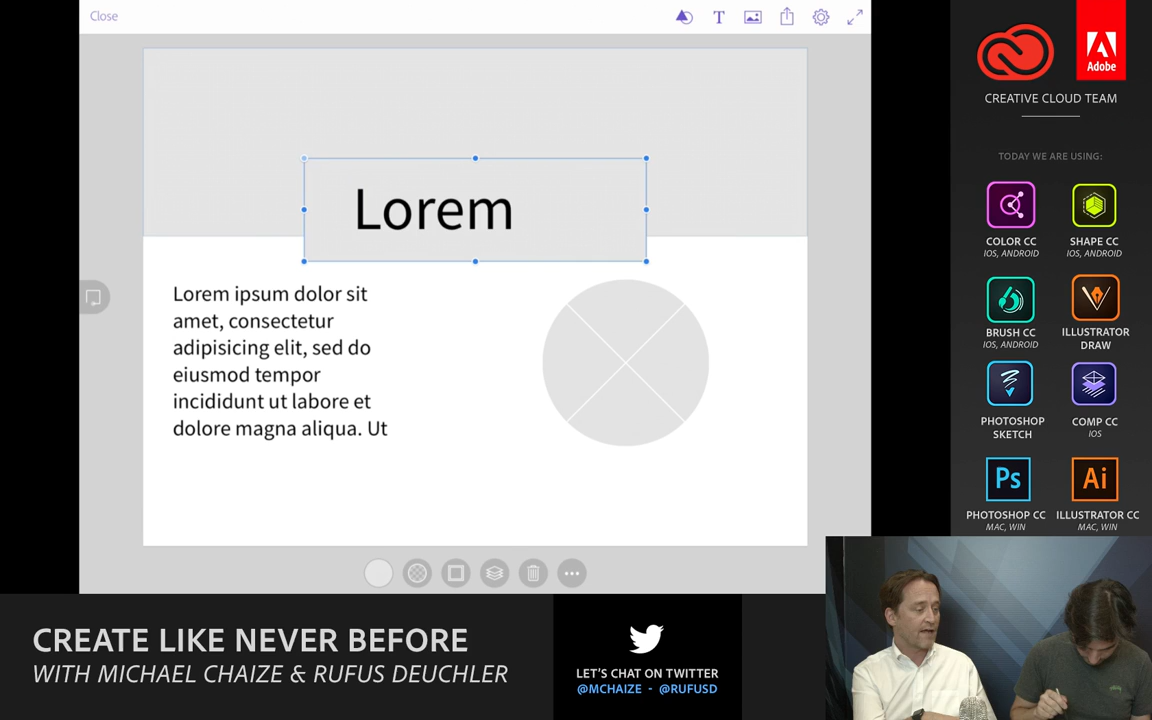 Close
T
Lorem
Lorem ipsum dolor sit
amet, consectetur
adipisicing elit, sed do
eiusmod tempor
incididunt ut labore et
dolore magna aliqua. Ut
Adobe
CREATIVE CLOUD TEAM
TODAY WE ARE USING:
COLOR CC
IOS, ANDROID
SHAPE CC
IOS, ANDROID
BRUSH CC
IOS, ANDROID
ILLUSTRATOR
DRAW
PHOTOSHOP
SKETCH
COMP CC
IOS
Ps
PHOTOSHOP CC
MAC, WIN
Ai
ILLUSTRATOR CC
MAC, WIN
CREATE LIKE NEVER BEFORE
WITH MICHAEL CHAIZE & RUFUS DEUCHLER
LET'S CHAT ON TWITTER
@MCHAIZE - @RUFUSD